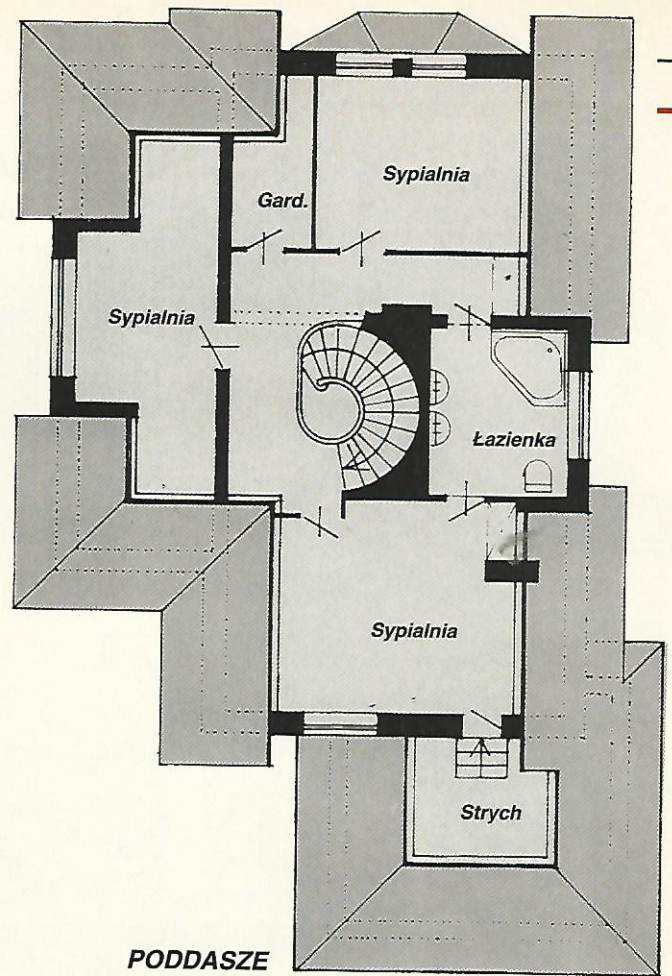 Sypialnia
Gard.
Sypialnia
Łazienka
Sypialnia
Strych
PODDASZE